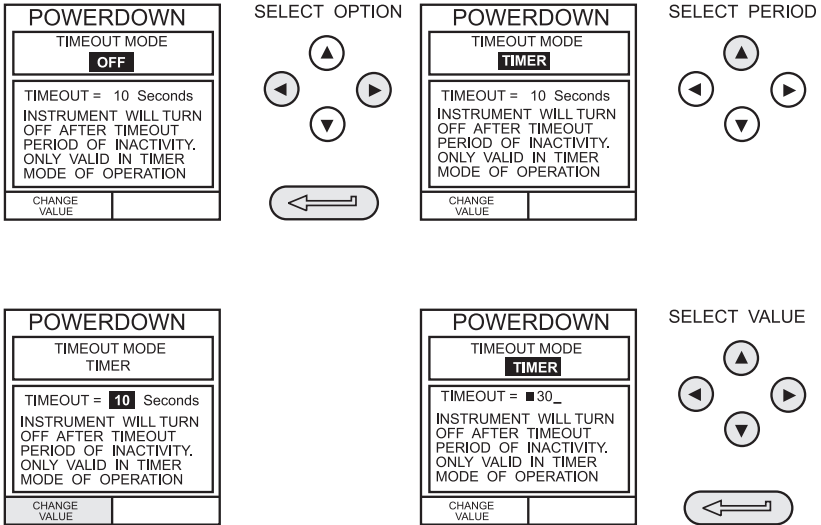 POWERDOWN
TIMEOUT MODE
OFF
TIMEOUT = 10 Seconds
INSTRUMENT WILL TURN
OFF AFTER TIMEOUT
PERIOD OF INACTIVITY.
ONLY VALID IN TIMER
MODE OF OPERATION
CHANGE
VALUE
SELECT OPTION
POWERDOWN
TIMEOUT MODE
TIMER
TIMEOUT = 10 Seconds
INSTRUMENT WILL TURN
OFF AFTER TIMEOUT
PERIOD OF INACTIVITY.
ONLY VALID IN TIMER
MODE OF OPERATION
CHANGE
VALUE
SELECT PERIOD
POWERDOWN
TIMEOUT MODE
TIMER
TIMEOUT = 10 Seconds
INSTRUMENT WILL TURN
OFF AFTER TIMEOUT
PERIOD OF INACTIVITY.
ONLY VALID IN TIMER
MODE OF OPERATION
CHANGE
VALUE
POWERDOWN
TIMEOUT MODE
TIMER
TIMEOUT = ■30_
INSTRUMENT WILL TURN
OFF AFTER TIMEOUT
PERIOD OF INACTIVITY.
ONLY VALID IN TIMER
MODE OF OPERATION
CHANGE
VALUE
SELECT VALUE